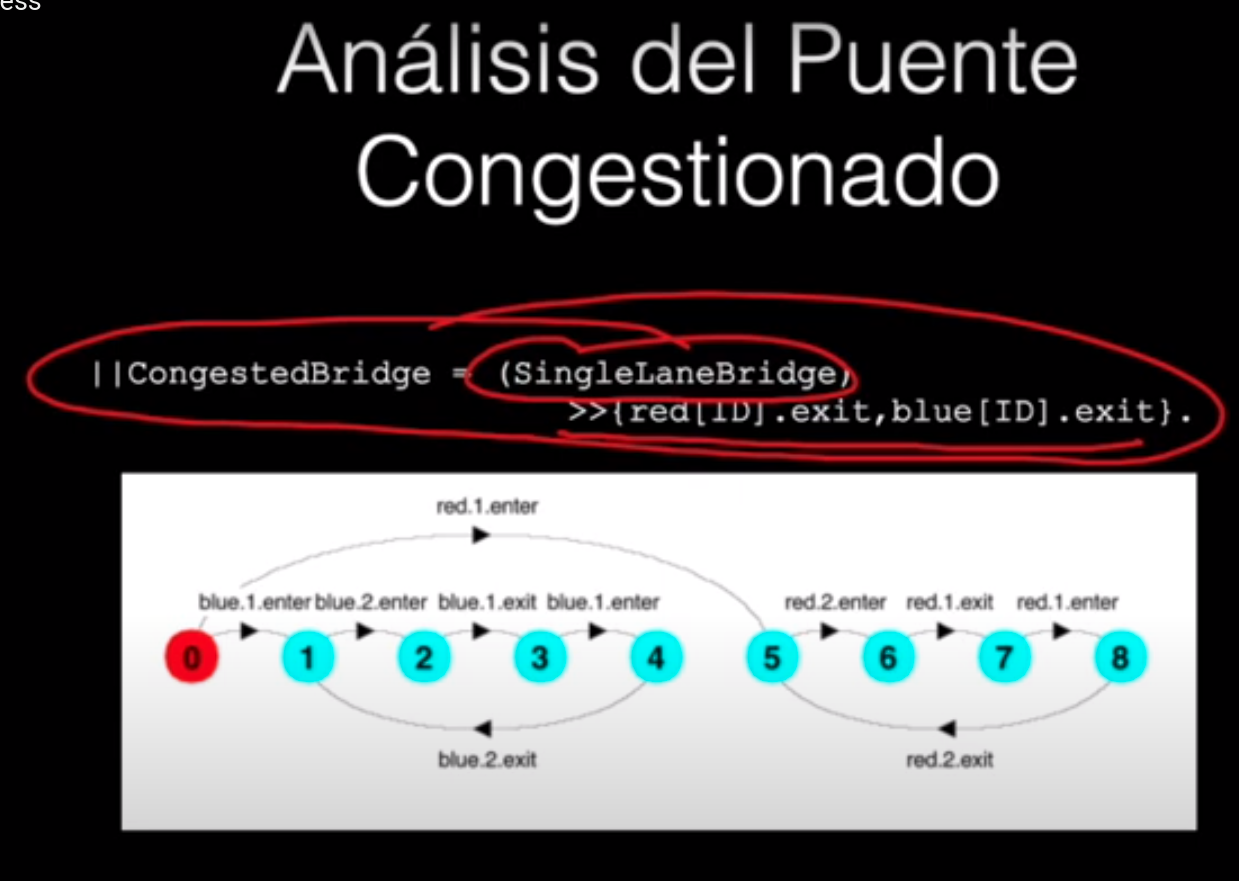 ess
Análisis del Puente
Congestionado
||CongestedBridge = (SingleLaneBridge)
>>{red[ID].exit,blue[ID].exit}.
red.1.enter
blue.1.enter blue.2.enter blue.1.exit blue.1.enter red.2.enter red.1.exit red.1.enter
0 1 2 3 4 5 6 7 8
blue.2.exit red.2.exit